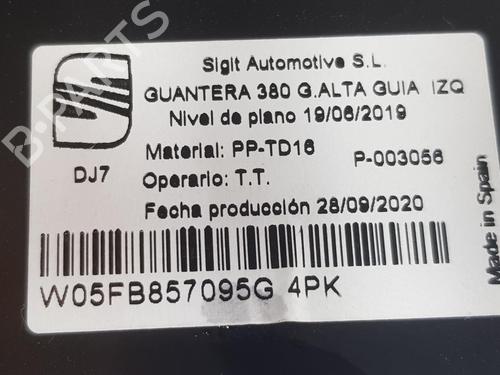 Sigit Automotive S.L.
GUANTERA 380 G.ALTA GUIA IZQ
Nivel de plano 19/06/2019
Material: PP-TD16
P-003056
DJ7
Operario: T.T.
Fecha producción 28/09/2020
W05FB857095G 4PK
Made in Spain
B-PARTS